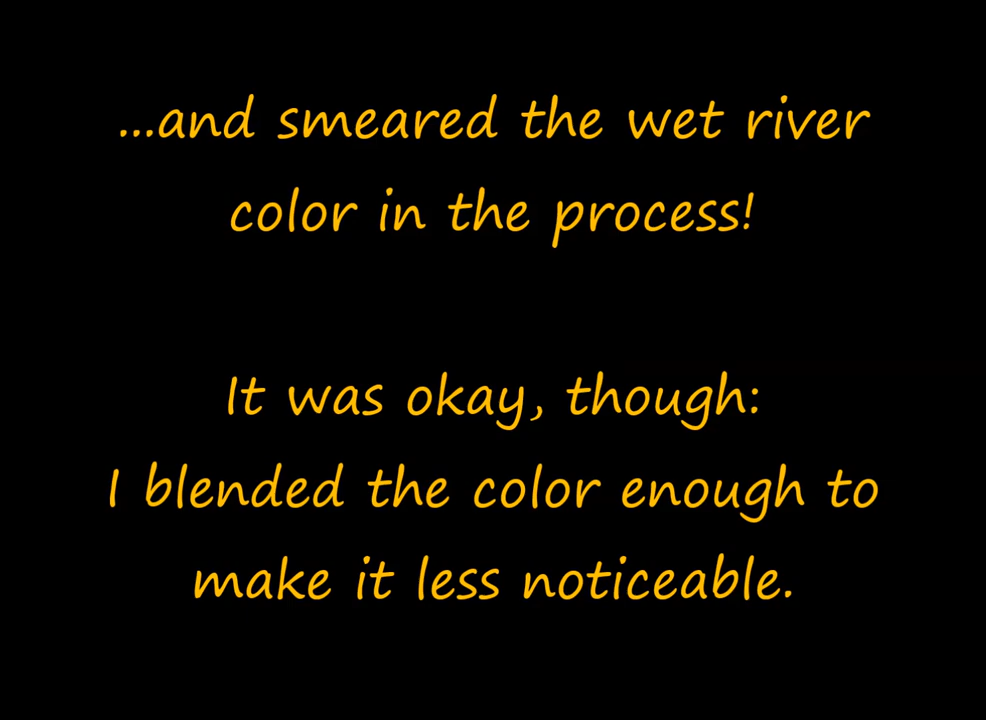 ...and smeared the wet river
color in the process!
It was okay, though:
I blended the color enough to
make it less noticeable.